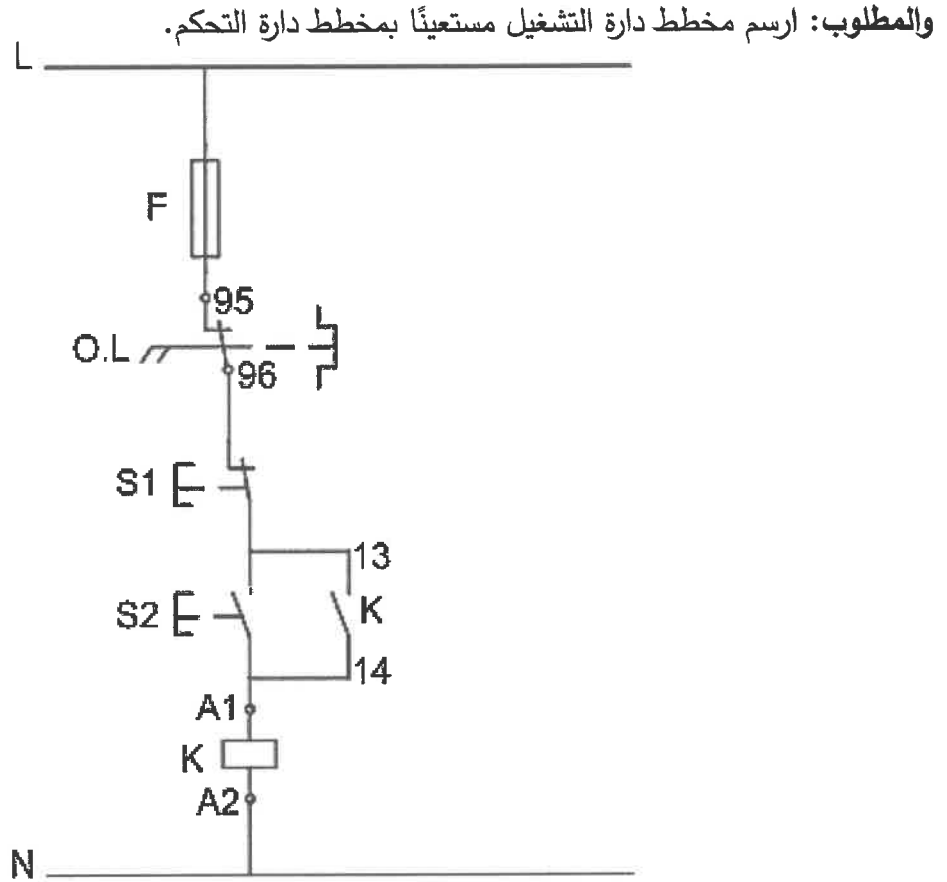 والمطلوب: ارسم مخطط دارة التشغيل مستعينًا بمخطط دارة التحكم.
L
F
95
O.L
96
S1
13
S2
K
14
A1
K
A2
N